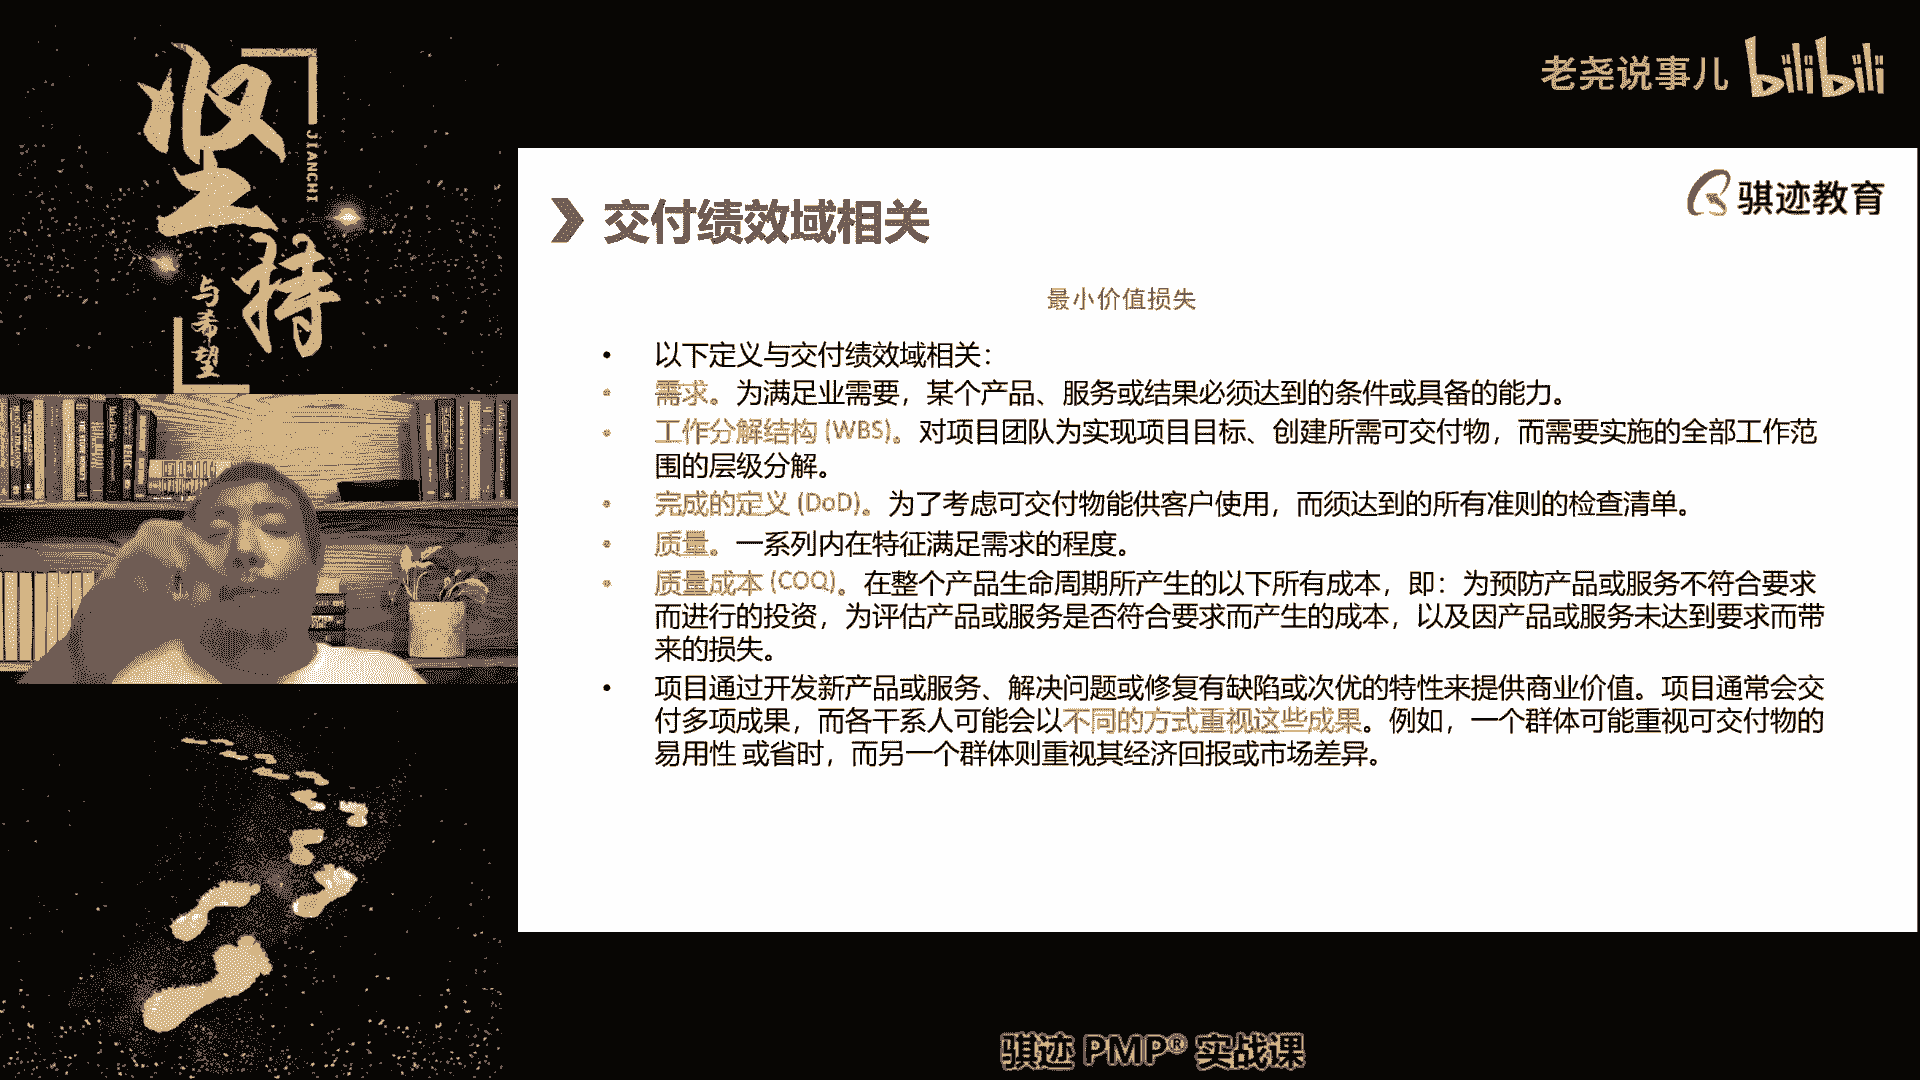 坚持
JIANCHI
与希望
老尧说事儿 bilibili
骐迹教育
交付绩效域相关
最小价值损失
• 以下定义与交付绩效域相关：
• 需求。为满足业需要，某个产品、服务或结果必须达到的条件或具备的能力。
• 工作分解结构 (WBS)。对项目团队为实现项目目标、创建所需可交付物，而需要实施的全部工作范
围的层级分解。
• 完成的定义 (DoD)。为了考虑可交付物能供客户使用，而须达到的所有准则的检查清单。
• 质量。一系列内在特征满足需求的程度。
• 质量成本 (COQ)。在整个产品生命周期所产生的以下所有成本，即：为预防产品或服务不符合要求
而进行的投资，为评估产品或服务是否符合要求而产生的成本，以及因产品或服务未达到要求而带
来的损失。
• 项目通过开发新产品或服务、解决问题或修复有缺陷或次优的特性来提供商业价值。项目通常会交
付多项成果，而各干系人可能会以不同的方式重视这些成果。例如，一个群体可能重视可交付物的
易用性 或省时，而另一个群体则重视其经济回报或市场差异。
骐迹 PMP® 实战课